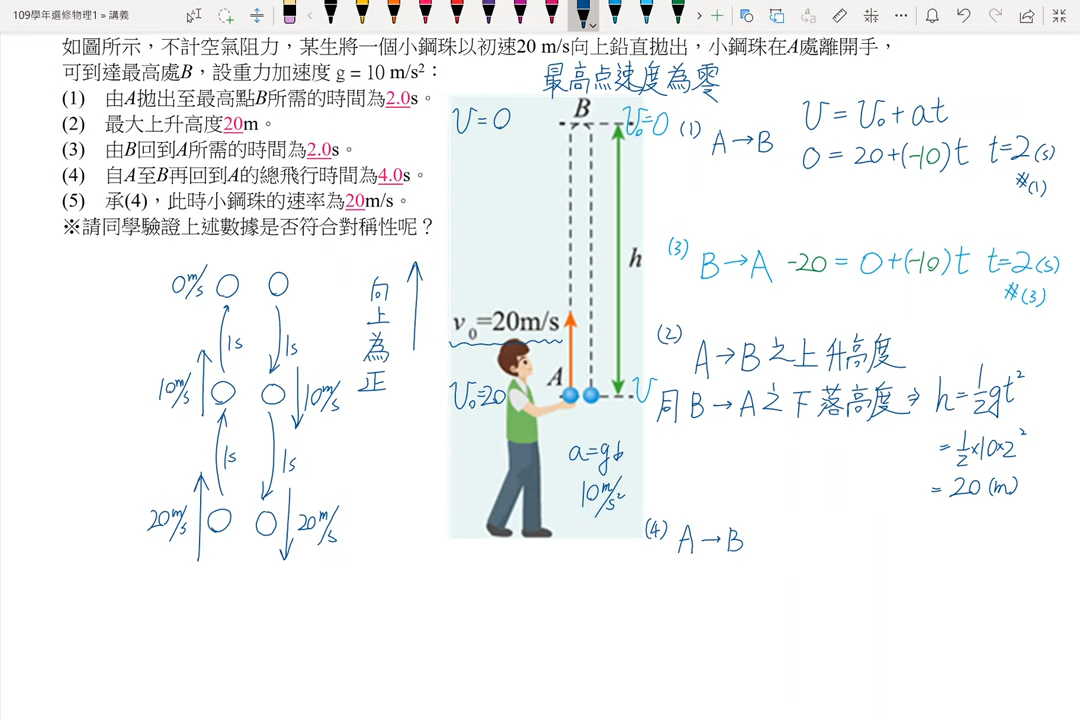 109學年選修物理1 » 講義
如圖所示，不計空氣阻力，某生將一個小鋼珠以初速20 m/s向上鉛直拋出，小鋼珠在A處離開手，
可到達最高處B，設重力加速度 g = 10 m/s²：
(1) 由A拋出至最高點B所需的時間為2.0s。
(2) 最大上升高度20m。
(3) 由B回到A所需的時間為2.0s。
(4) 自A至B再回到A的總飛行時間為4.0s。
(5) 承(4)，此時小鋼珠的速率為20m/s。
※請同學驗證上述數據是否符合對稱性呢？
最高点速度為零
V=0
B
V₀=0
h
v₀=20m/s
A
V₀=20
V
a=g↓
10 m/s²
0 m/s
1s
1s
10 m/s
10 m/s
1s
1s
20 m/s
20 m/s
向上為正
(1) A→B
V = V₀ + at
0 = 20+(-10)t t=2(s)
#(1)
(3) B→A -20 = 0+(-10)t t=2(s)
#(3)
(2) A→B之上升高度
同B→A之下落高度⇒ h=½gt²
=½×10×2²
= 20 (m)
(4) A→B